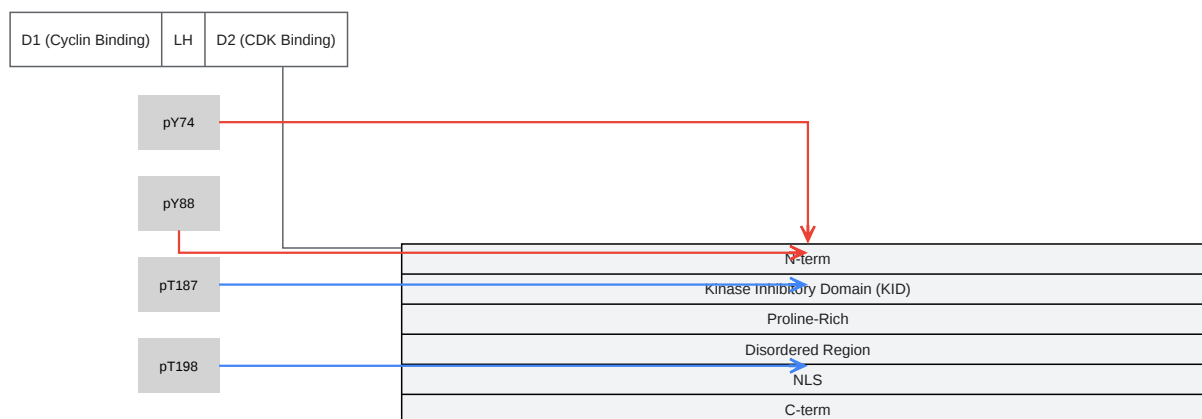 D1 (Cyclin Binding) LH D2 (CDK Binding)
pY74
pY88
pT187
pT198
N-term
Kinase Inhibitory Domain (KID)
Proline-Rich
Disordered Region
NLS
C-term